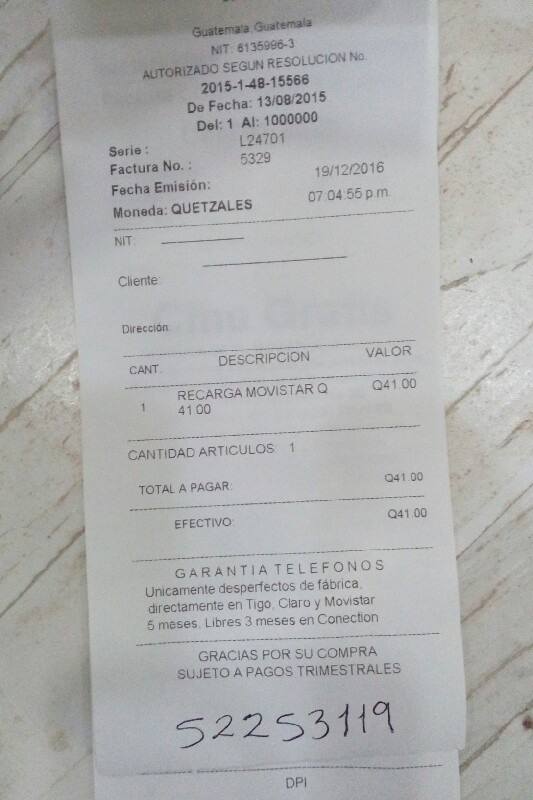 Guatemala, Guatemala
NIT: 6135996-3
AUTORIZADO SEGUN RESOLUCION No.
2015-1-48-15566
De Fecha: 13/08/2015
Del: 1 Al: 1000000
Serie : L24701
Factura No. : 5329
Fecha Emisión: 19/12/2016
Moneda: QUETZALES 07:04:55 p.m.
NIT:
Cliente:
Dirección:
CANT. DESCRIPCION VALOR
1 RECARGA MOVISTAR Q Q41.00
41.00
CANTIDAD ARTICULOS: 1
TOTAL A PAGAR: Q41.00
EFECTIVO: Q41.00
GARANTIA TELEFONOS
Unicamente desperfectos de fábrica,
directamente en Tigo, Claro y Movistar
5 meses. Libres 3 meses en Conection
GRACIAS POR SU COMPRA
SUJETO A PAGOS TRIMESTRALES
52253119
DPI